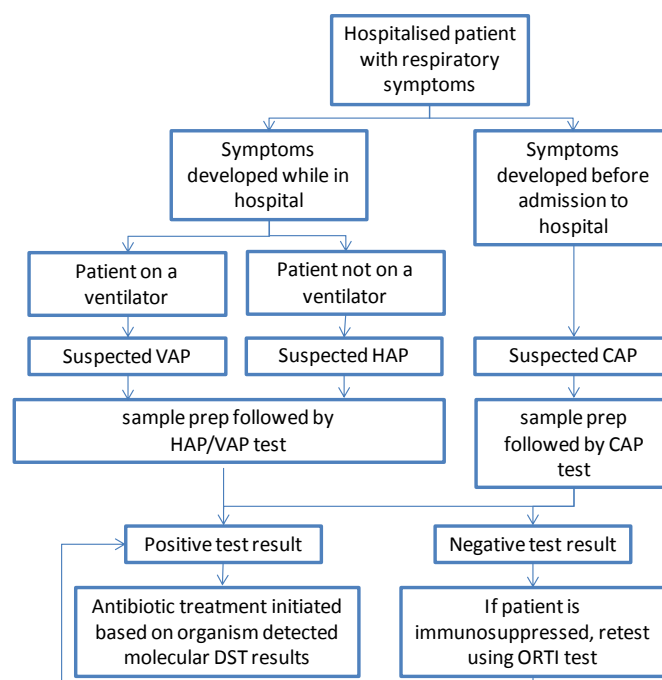 Hospitalised patient
with respiratory
symptoms
Symptoms
developed while in
hospital
Symptoms
developed before
admission to
hospital
Patient on a
ventilator
Patient not on a
ventilator
Suspected VAP
Suspected HAP
Suspected CAP
sample prep followed by
HAP/VAP test
sample prep
followed by CAP
test
Positive test result
Negative test result
Antibiotic treatment initiated
based on organism detected
molecular DST results
If patient is
immunosuppressed, retest
using ORTI test